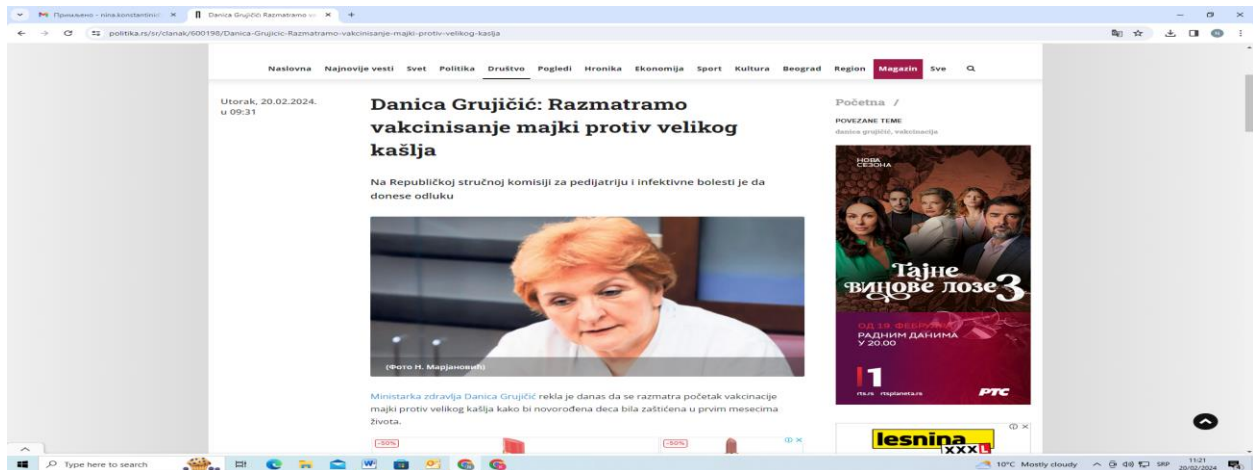 Примљено - nina.konstantinic
Danica Grujičić: Razmatramo va
politika.rs/sr/clanak/600198/Danica-Grujicic-Razmatramo-vakcinisanje-majki-protiv-velikog-kaslja
Naslovna Najnovije vesti Svet Politika Društvo Pogledi Hronika Ekonomija Sport Kultura Beograd Region Magazin Sve
Utorak, 20.02.2024.
u 09:31
Danica Grujičić: Razmatramo
vakcinisanje majki protiv velikog
kašlja
Na Republičkoj stručnoj komisiji za pedijatriju i infektivne bolesti je da
donese odluku
(Фото Н. Марјановић)
Ministarka zdravlja Danica Grujičić rekla je danas da se razmatra početak vakcinacije
majki protiv velikog kašlja kako bi novorođena deca bila zaštićena u prvim mesecima
života.
-50%
-50%
Početna /
POVEZANE TEME
danica grujičić, vakcinacija
НОВА
СЕЗОНА
Тајне
винове лозе 3
ОД 19. ФЕБРУАРА
РАДНИМ ДАНИМА
У 20.00
1
rts.rs rtsplaneta.rs
РТС
lesnina
XXXL
Type here to search
10°C Mostly cloudy
SRP
11:21
20/02/2024